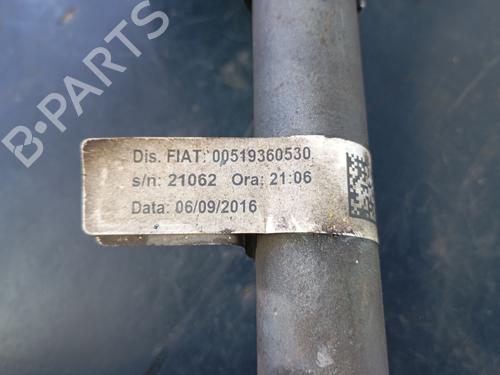 B-PARTS
Dis. FIAT: 00519360530
s/n: 21062 Ora: 21:06
Data: 06/09/2016